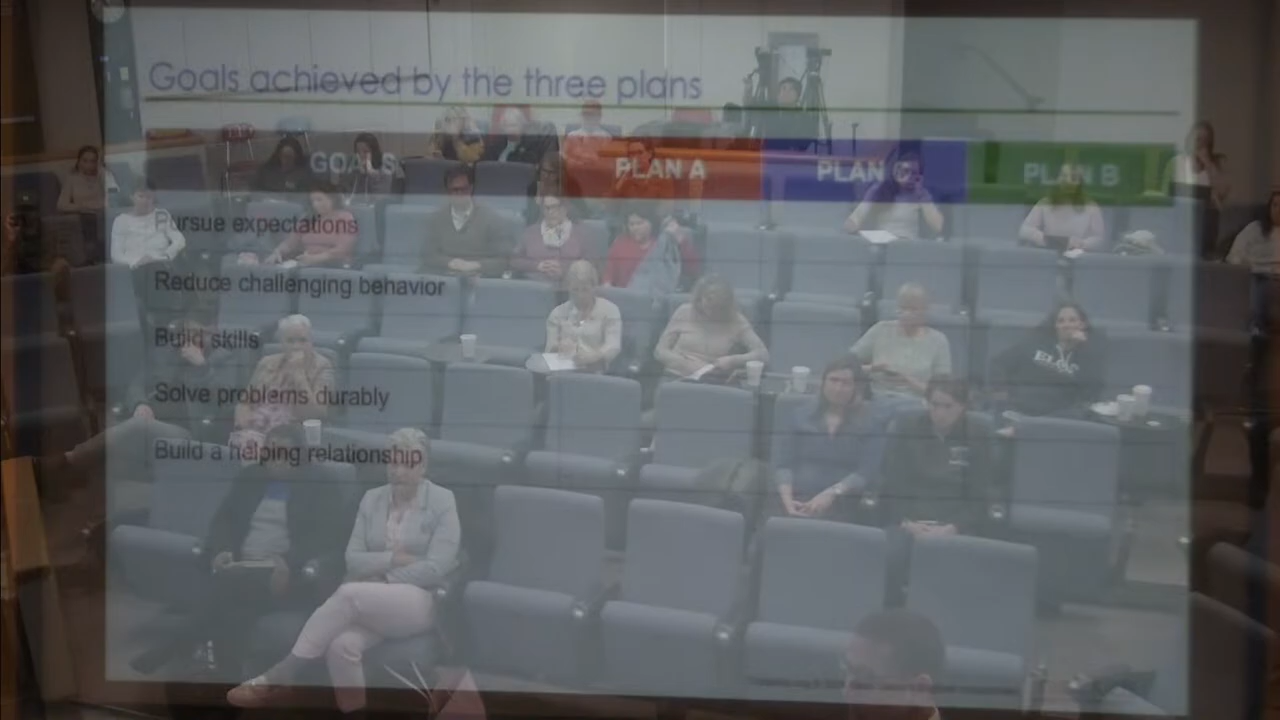 Goals achieved by the three plans
GOALS PLAN A PLAN C PLAN B
Pursue expectations
Reduce challenging behavior
Build skills
Solve problems durably
Build a helping relationship